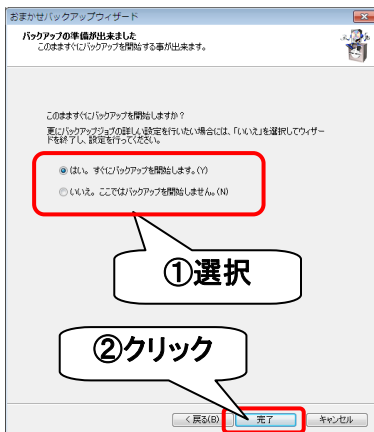 おまかせバックアップウィザード
バックアップの準備が出来ました
このまますぐにバックアップを開始する事が出来ます。
このまますぐにバックアップを開始しますか？
更にバックアップジョブの詳しい設定を行いたい場合には、「いいえ」を選択してウィザー
ドを終了し、設定を行ってください。
はい。すぐにバックアップを開始します。(Y)
いいえ。ここではバックアップを開始しません。(N)
①選択
②クリック
< 戻る(B)
完了
キャンセル